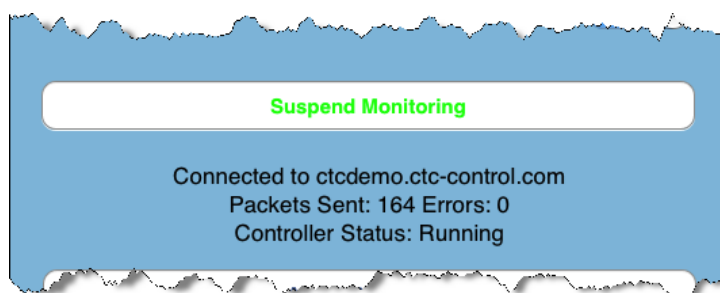 Suspend Monitoring
Connected to ctcdemo.ctc-control.com
Packets Sent: 164 Errors: 0
Controller Status: Running